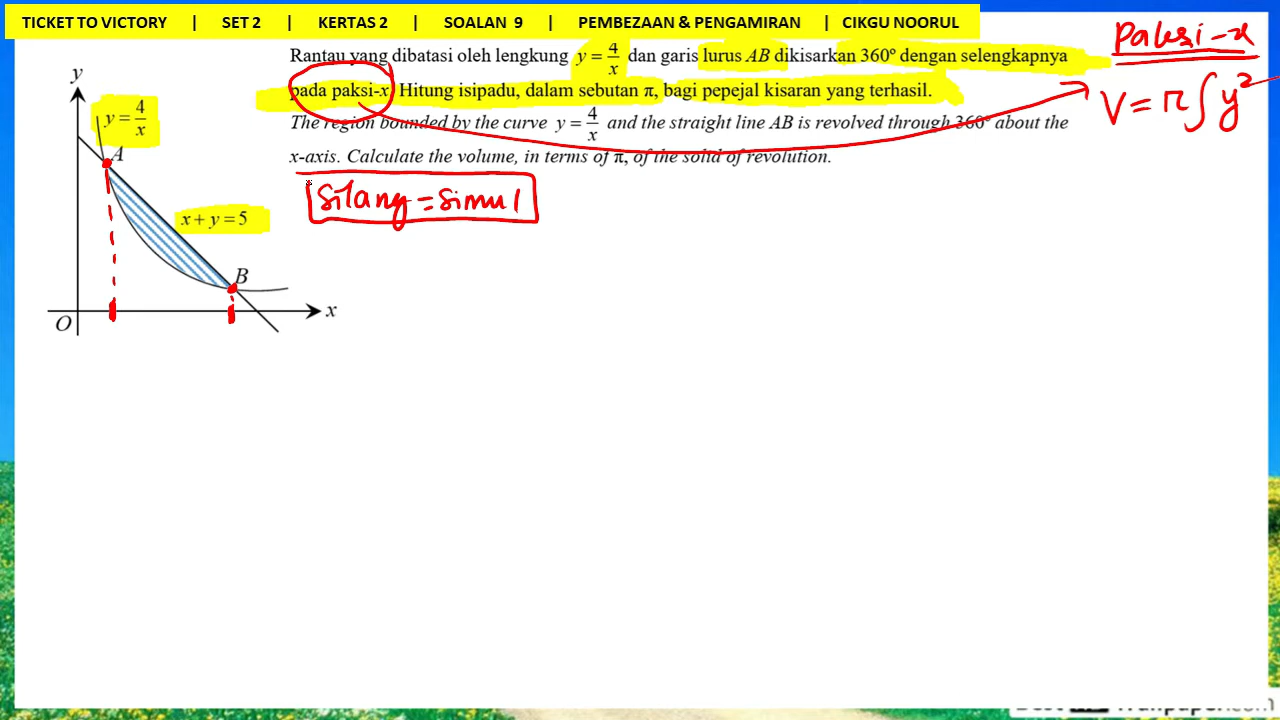 TICKET TO VICTORY | SET 2 | KERTAS 2 | SOALAN 9 | PEMBEZAAN & PENGAMIRAN | CIKGU NOORUL
Paksi-x
Rantau yang dibatasi oleh lengkung y = 4/x dan garis lurus AB dikisarkan 360° dengan selengkapnya
pada paksi-x. Hitung isipadu, dalam sebutan π, bagi pepejal kisaran yang terhasil.
V = π∫y²
The region bounded by the curve y = 4/x and the straight line AB is revolved through 360° about the
x-axis. Calculate the volume, in terms of π, of the solid of revolution.
Silang = Simul
y
y = 4/x
A
x + y = 5
B
O
x